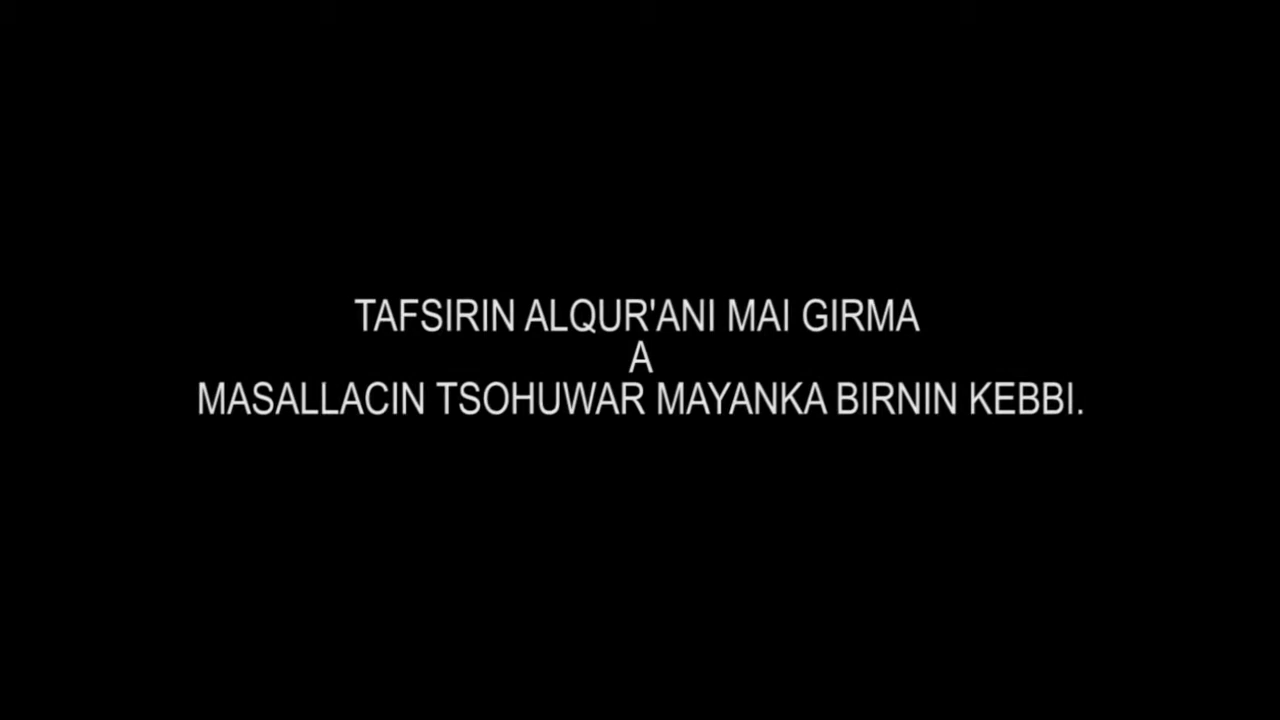 TAFSIRIN ALQUR'ANI MAI GIRMA
A
MASALLACIN TSOHUWAR MAYANKA BIRNIN KEBBI.